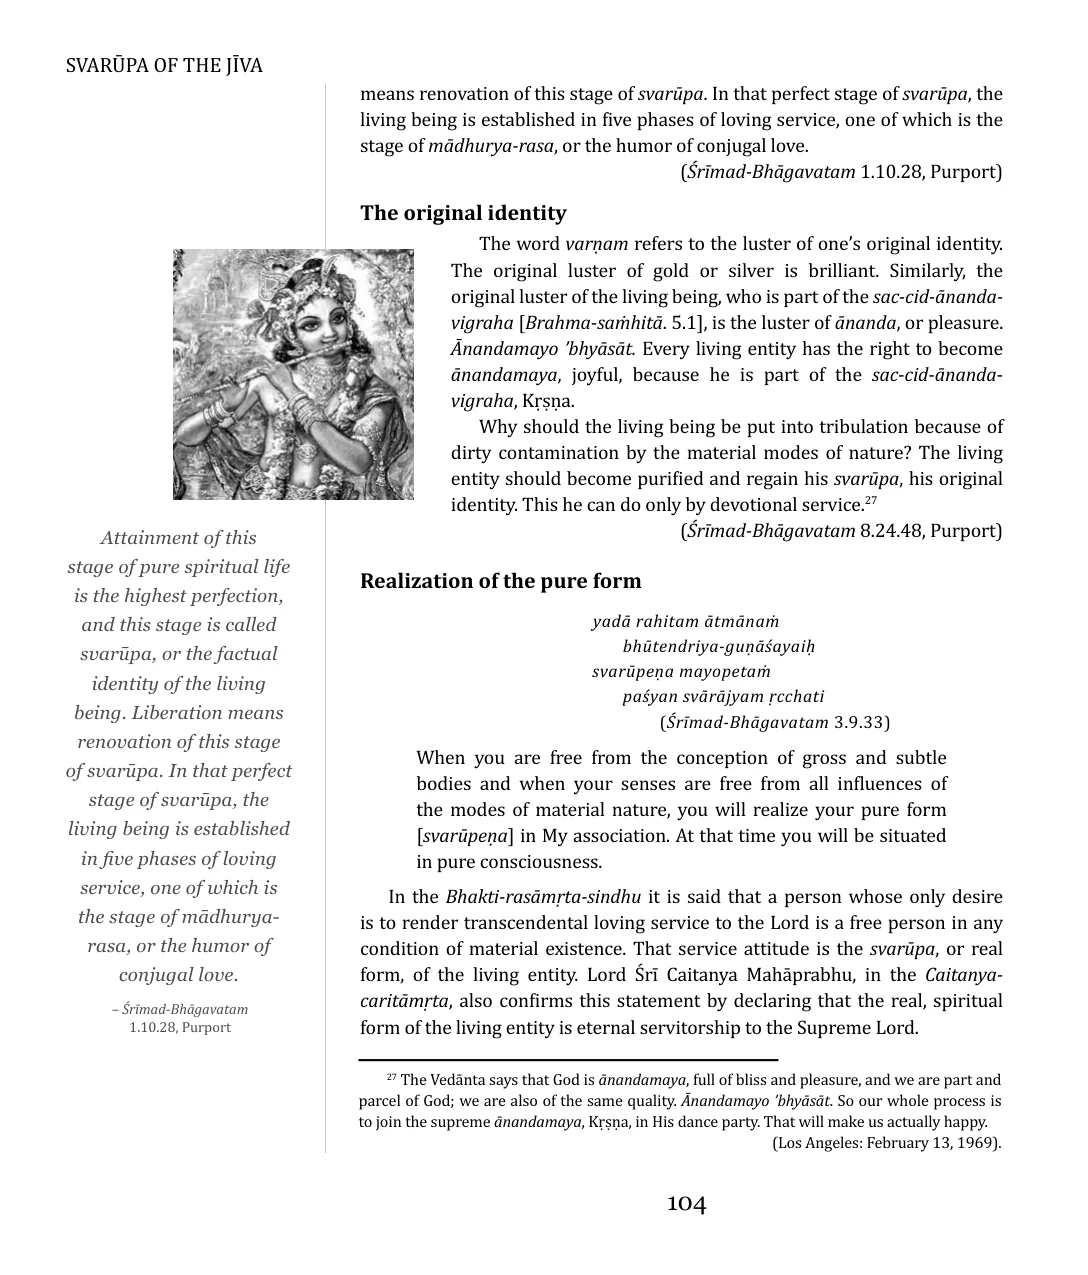 SVARŪPA OF THE JĪVA
means renovation of this stage of svarūpa. In that perfect stage of svarūpa, the
living being is established in five phases of loving service, one of which is the
stage of mādhurya-rasa, or the humor of conjugal love.
(Śrīmad-Bhāgavatam 1.10.28, Purport)
The original identity
The word varṇam refers to the luster of one’s original identity.
The original luster of gold or silver is brilliant. Similarly, the
original luster of the living being, who is part of the sac-cid-ānanda-
vigraha [Brahma-saṁhitā. 5.1], is the luster of ānanda, or pleasure.
Ānandamayo ’bhyāsāt. Every living entity has the right to become
ānandamaya, joyful, because he is part of the sac-cid-ānanda-
vigraha, Kṛṣṇa.
Why should the living being be put into tribulation because of
dirty contamination by the material modes of nature? The living
entity should become purified and regain his svarūpa, his original
identity. This he can do only by devotional service.27
(Śrīmad-Bhāgavatam 8.24.48, Purport)
Attainment of this
stage of pure spiritual life
is the highest perfection,
and this stage is called
svarūpa, or the factual
identity of the living
being. Liberation means
renovation of this stage
of svarūpa. In that perfect
stage of svarūpa, the
living being is established
in five phases of loving
service, one of which is
the stage of mādhurya-
rasa, or the humor of
conjugal love.
– Śrīmad-Bhāgavatam
1.10.28, Purport
Realization of the pure form
yadā rahitam ātmānaṁ
bhūtendriya-guṇāśayaiḥ
svarūpeṇa mayopetaṁ
paśyan svārājyam ṛcchati
(Śrīmad-Bhāgavatam 3.9.33)
When you are free from the conception of gross and subtle
bodies and when your senses are free from all influences of
the modes of material nature, you will realize your pure form
[svarūpeṇa] in My association. At that time you will be situated
in pure consciousness.
In the Bhakti-rasāmṛta-sindhu it is said that a person whose only desire
is to render transcendental loving service to the Lord is a free person in any
condition of material existence. That service attitude is the svarūpa, or real
form, of the living entity. Lord Śrī Caitanya Mahāprabhu, in the Caitanya-
caritāmṛta, also confirms this statement by declaring that the real, spiritual
form of the living entity is eternal servitorship to the Supreme Lord.
27 The Vedānta says that God is ānandamaya, full of bliss and pleasure, and we are part and
parcel of God; we are also of the same quality. Ānandamayo ’bhyāsāt. So our whole process is
to join the supreme ānandamaya, Kṛṣṇa, in His dance party. That will make us actually happy.
(Los Angeles: February 13, 1969).
104